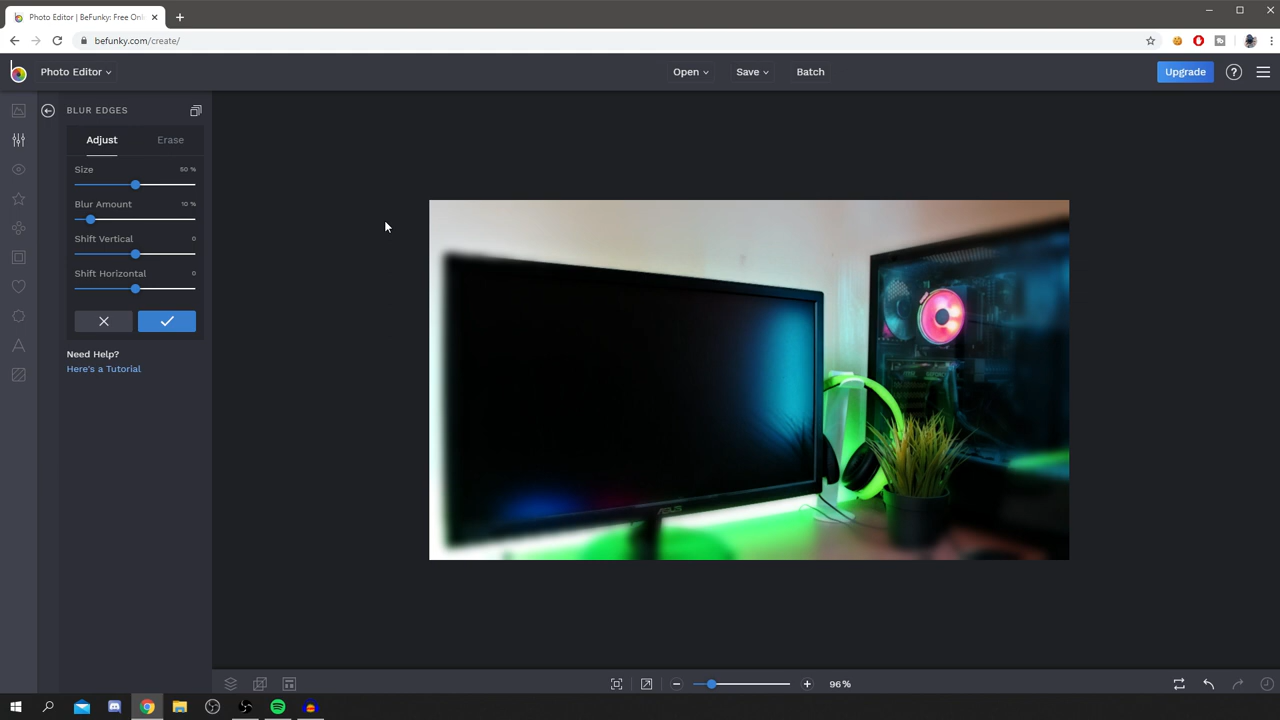 Photo Editor | BeFunky: Free Onl
befunky.com/create/
Photo Editor
Open
Save
Batch
Upgrade
BLUR EDGES
Adjust
Erase
Size
50 %
Blur Amount
10 %
Shift Vertical
0
Shift Horizontal
0
Need Help?
Here's a Tutorial
ASUS
96%